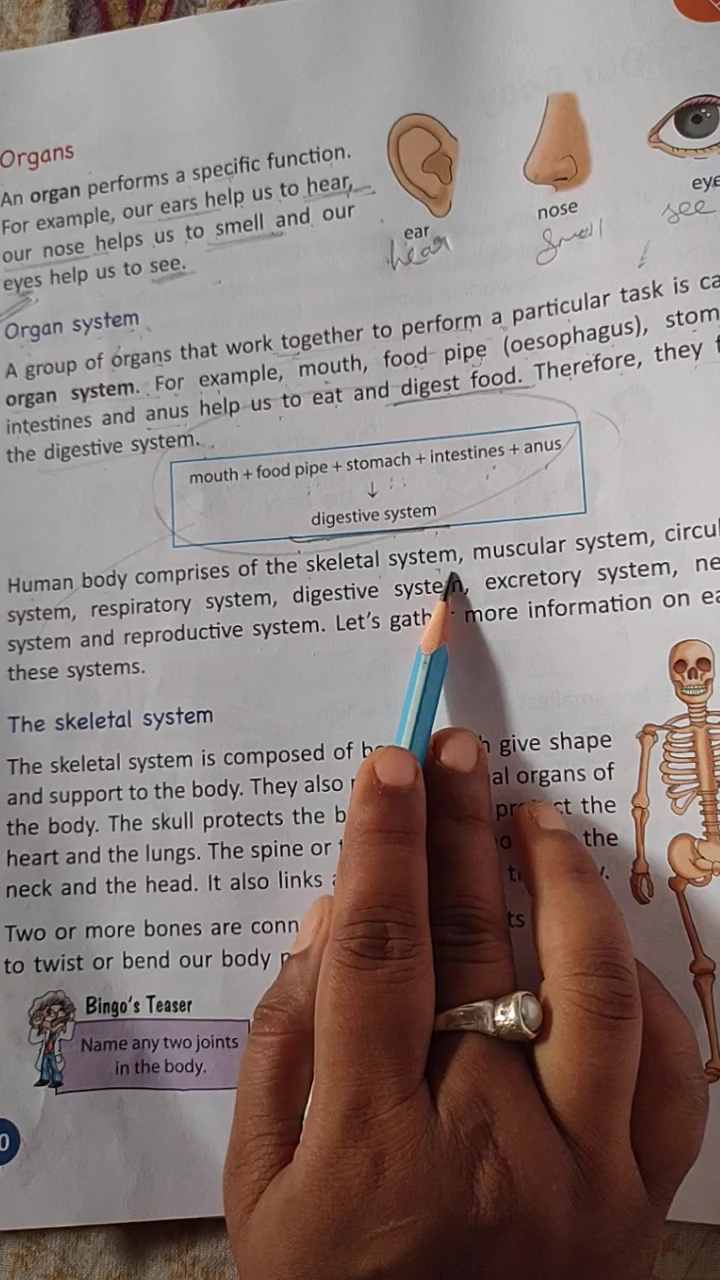 Organs
An organ performs a specific function.
For example, our ears help us to hear,
our nose helps us to smell and our
eyes help us to see.
ear
hear
nose
Smell
eye
see
Organ system
A group of organs that work together to perform a particular task is ca
organ system. For example, mouth, food pipe (oesophagus), stom
intestines and anus help us to eat and digest food. Therefore, they f
the digestive system.
mouth + food pipe + stomach + intestines + anus
↓
digestive system
Human body comprises of the skeletal system, muscular system, circul
system, respiratory system, digestive system, excretory system, ne
system and reproductive system. Let's gath more information on ea
these systems.
The skeletal system
The skeletal system is composed of b h give shape
and support to the body. They also al organs of
the body. The skull protects the b protect the
heart and the lungs. The spine or the
neck and the head. It also links
Two or more bones are conn ts
to twist or bend our body
Bingo's Teaser
Name any two joints
in the body.
0